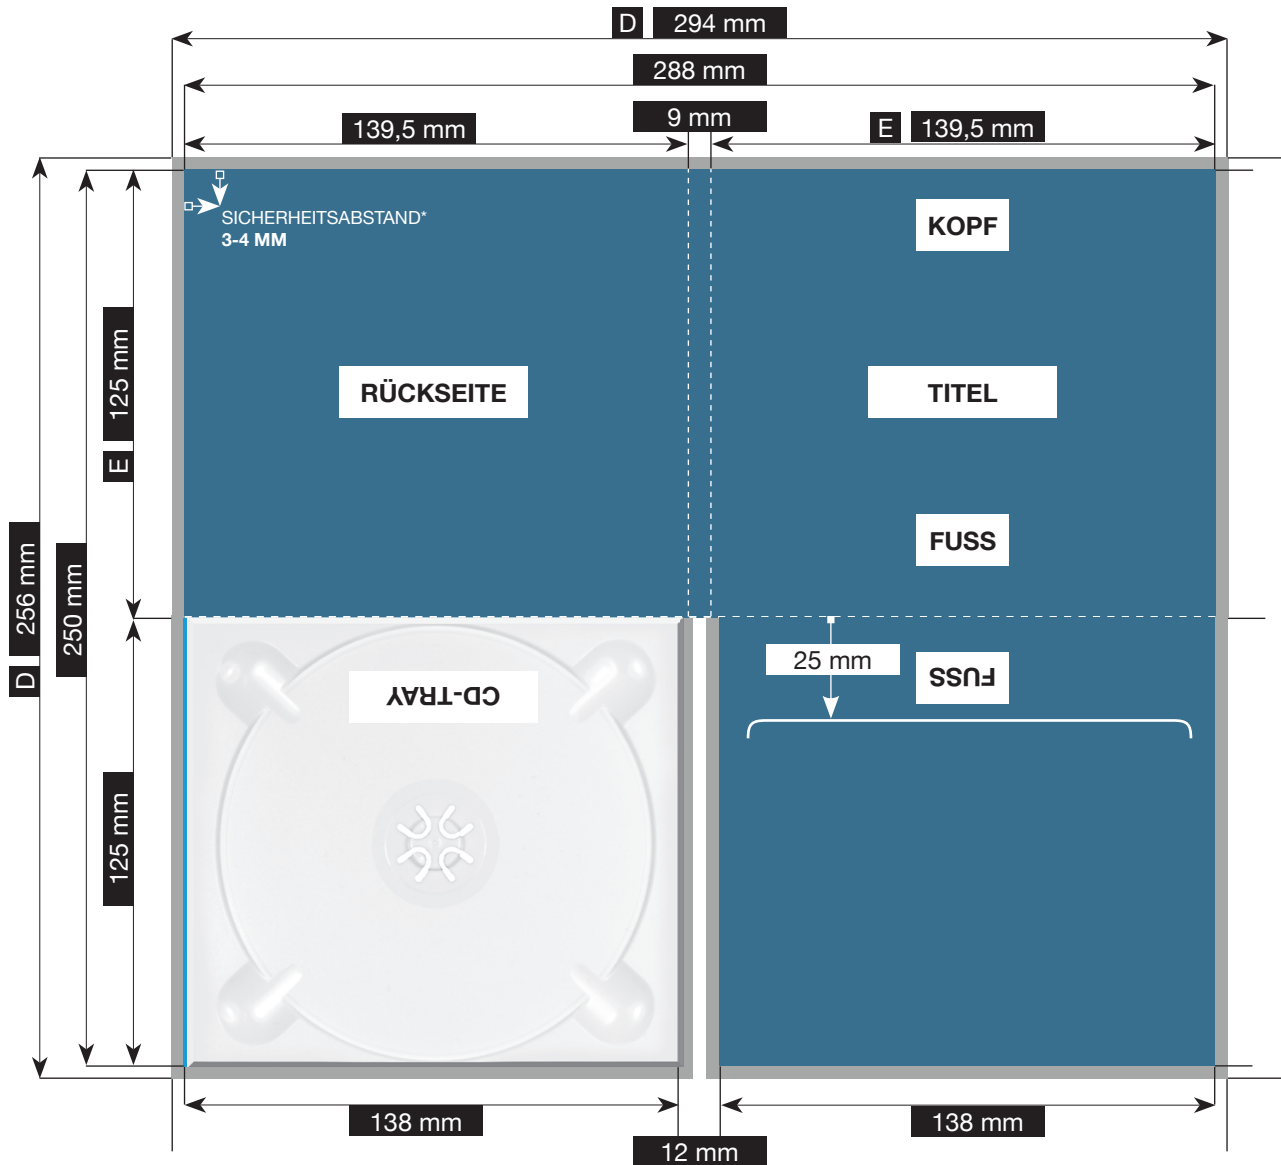 D 294 mm
288 mm
9 mm
139,5 mm
E 139,5 mm
SICHERHEITSABSTAND*
3-4 MM
KOPF
125 mm
E
RÜCKSEITE
TITEL
FUSS
D 256 mm
250 mm
25 mm
FUSS
CD-TRAY
125 mm
138 mm
138 mm
12 mm